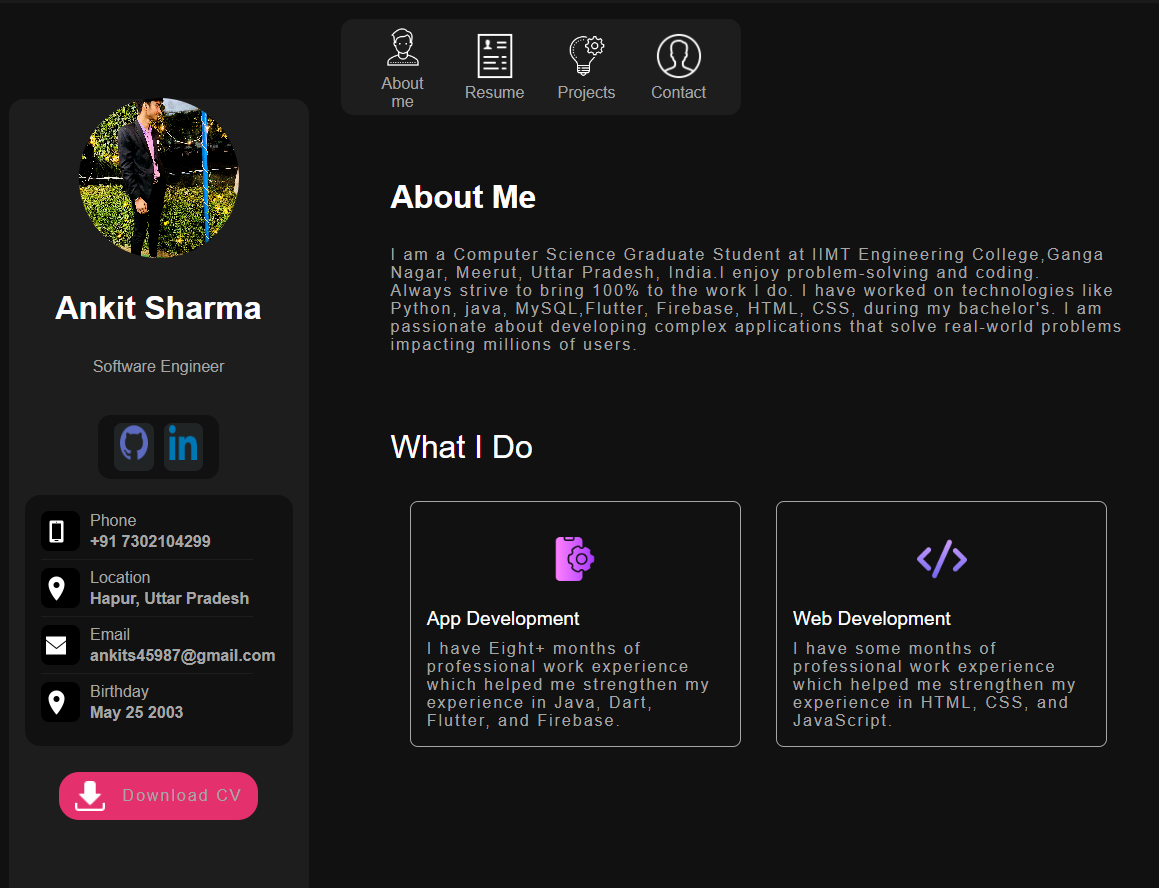 About
me
Resume
Projects
Contact
Ankit Sharma
Software Engineer
in
Phone
+91 7302104299
Location
Hapur, Uttar Pradesh
Email
ankits45987@gmail.com
Birthday
May 25 2003
Download CV
About Me
I am a Computer Science Graduate Student at IIMT Engineering College,Ganga
Nagar, Meerut, Uttar Pradesh, India.I enjoy problem-solving and coding.
Always strive to bring 100% to the work I do. I have worked on technologies like
Python, java, MySQL,Flutter, Firebase, HTML, CSS, during my bachelor's. I am
passionate about developing complex applications that solve real-world problems
impacting millions of users.
What I Do
App Development
I have Eight+ months of
professional work experience
which helped me strengthen my
experience in Java, Dart,
Flutter, and Firebase.
Web Development
I have some months of
professional work experience
which helped me strengthen my
experience in HTML, CSS, and
JavaScript.